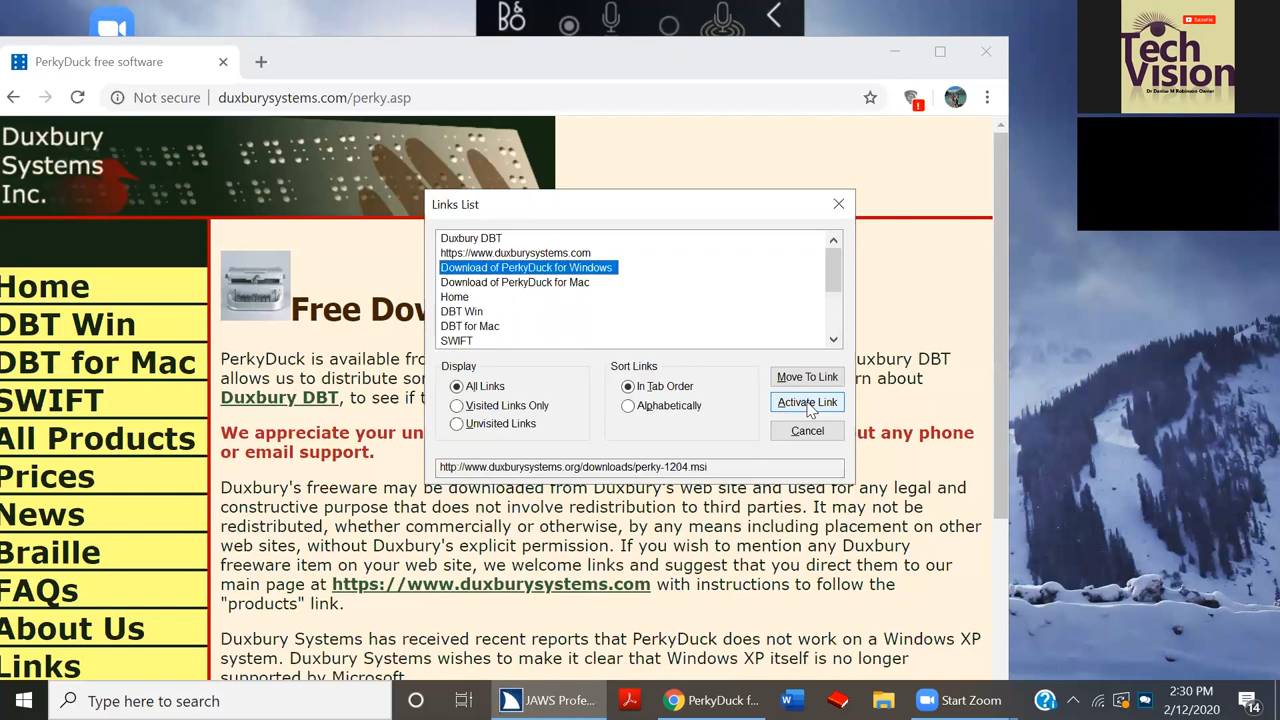 B&O
Subscribe
Tech
Vision
Dr Denise M Robinson Owner
PerkyDuck free software
Not secure
duxburysystems.com/perky.asp
Duxbury
Systems
Inc.
Home
DBT Win
DBT for Mac
SWIFT
All Products
Prices
News
Braille
FAQs
About Us
Links
Free Dow
PerkyDuck is available fro
uxbury DBT
allows us to distribute so
rn about
Duxbury DBT, to see if t
We appreciate your un
out any phone
or email support.
Duxbury's freeware may be downloaded from Duxbury's web site and used for any legal and
constructive purpose that does not involve redistribution to third parties. It may not be
redistributed, whether commercially or otherwise, by any means including placement on other
web sites, without Duxbury's explicit permission. If you wish to mention any Duxbury
freeware item on your web site, we welcome links and suggest that you direct them to our
main page at https://www.duxburysystems.com with instructions to follow the
"products" link.
Duxbury Systems has received recent reports that PerkyDuck does not work on a Windows XP
system. Duxbury Systems wishes to make it clear that Windows XP itself is no longer
supported by Microsoft.
Links List
Duxbury DBT
https://www.duxburysystems.com
Download of PerkyDuck for Windows
Download of PerkyDuck for Mac
Home
DBT Win
DBT for Mac
SWIFT
Display
All Links
Visited Links Only
Unvisited Links
Sort Links
In Tab Order
Alphabetically
Move To Link
Activate Link
Cancel
http://www.duxburysystems.org/downloads/perky-1204.msi
Type here to search
JAWS Profe...
PerkyDuck f...
Start Zoom
2:30 PM
2/12/2020
14